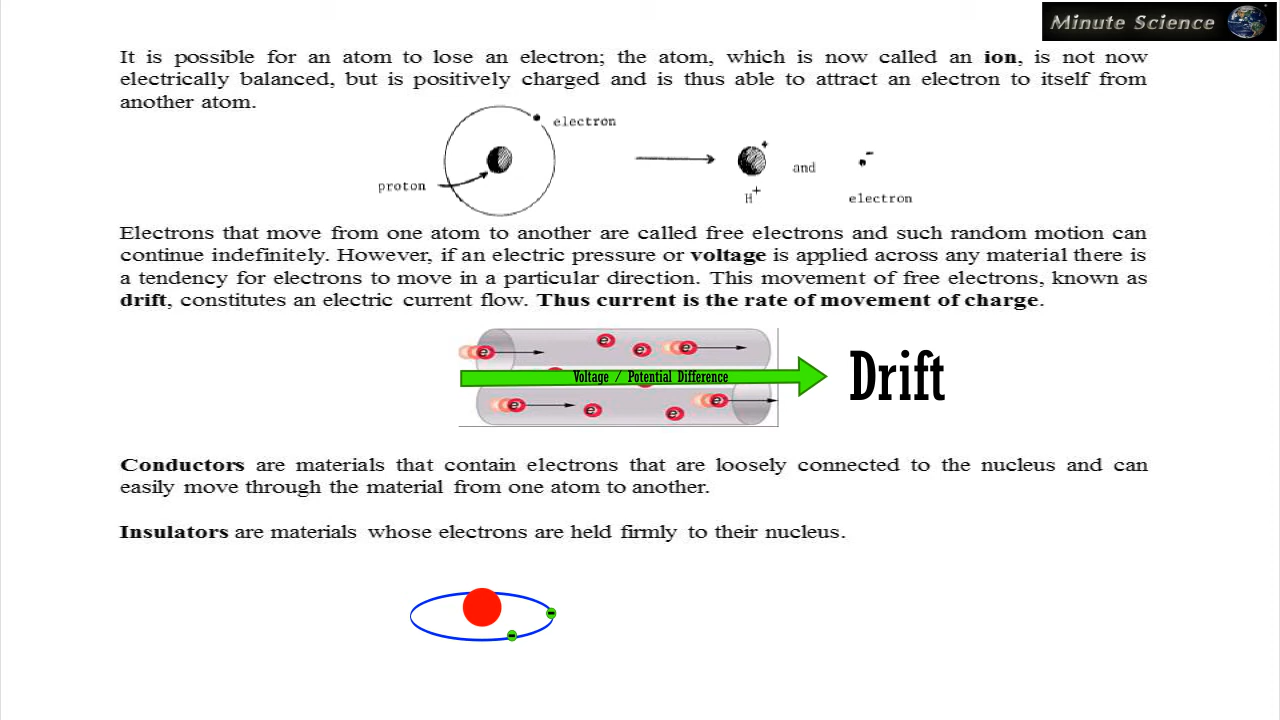 Minute Science
It is possible for an atom to lose an electron; the atom, which is now called an ion, is not now
electrically balanced, but is positively charged and is thus able to attract an electron to itself from
another atom.
electron
proton
+
and
-
H+
electron
Electrons that move from one atom to another are called free electrons and such random motion can
continue indefinitely. However, if an electric pressure or voltage is applied across any material there is
a tendency for electrons to move in a particular direction. This movement of free electrons, known as
drift, constitutes an electric current flow. Thus current is the rate of movement of charge.
e e e e
Voltage / Potential Difference
Drift
e e e e
Conductors are materials that contain electrons that are loosely connected to the nucleus and can
easily move through the material from one atom to another.
Insulators are materials whose electrons are held firmly to their nucleus.